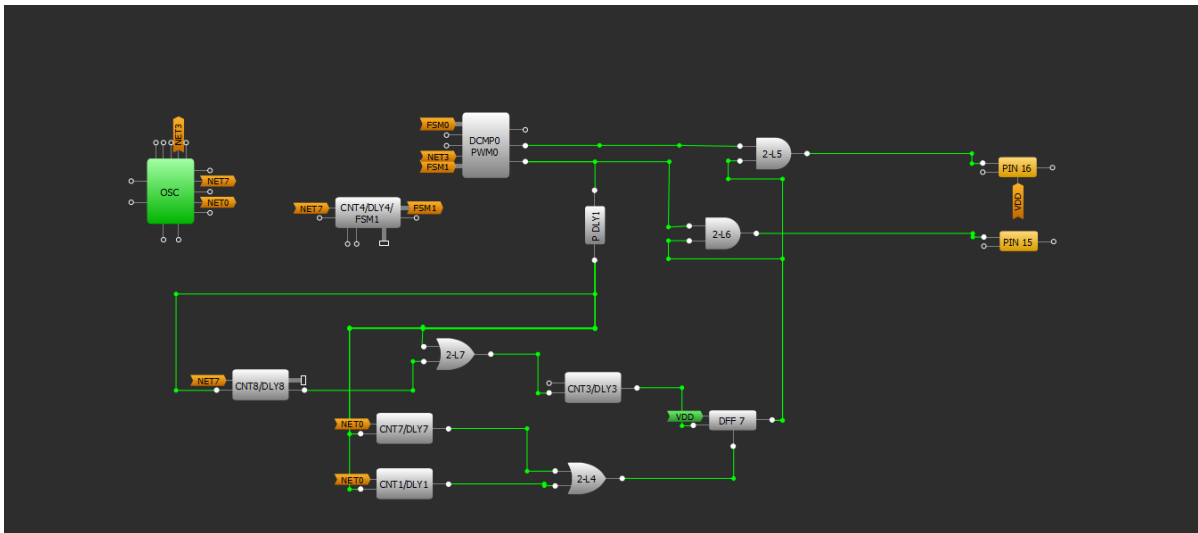 NET3
OSC
NET7
NET0
NET7
CNT4/DLY4/
FSM1
FSM1
FSM0
NET3
FSM1
DCMP0
PWM0
2-L5
PIN 16
VDD
P DLY1
2-L6
PIN 15
NET7
CNT8/DLY8
2-L7
CNT3/DLY3
VDD
DFF 7
NET0
CNT7/DLY7
NET0
CNT1/DLY1
2-L4